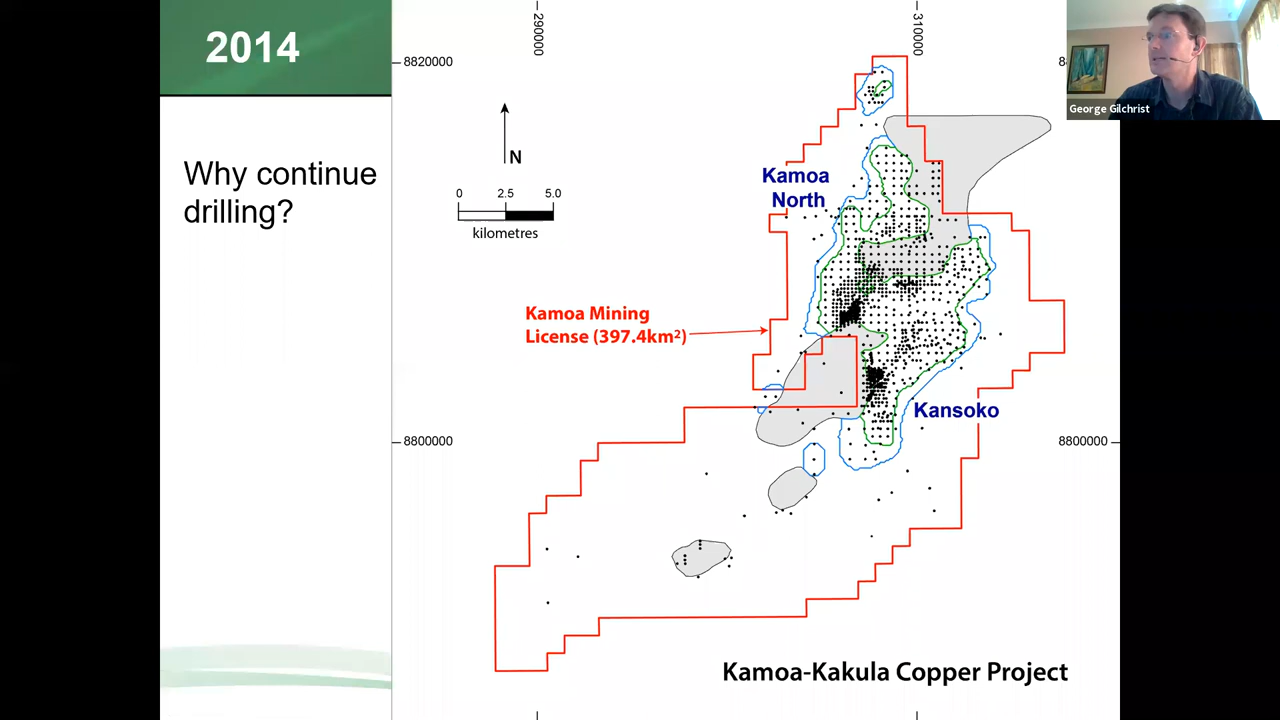 2014
Why continue
drilling?
290000
310000
8820000
88
George Gilchrist
N
0 2.5 5.0
kilometres
Kamoa
North
Kamoa Mining
License (397.4km²)
Kansoko
8800000
8800000
Kamoa-Kakula Copper Project